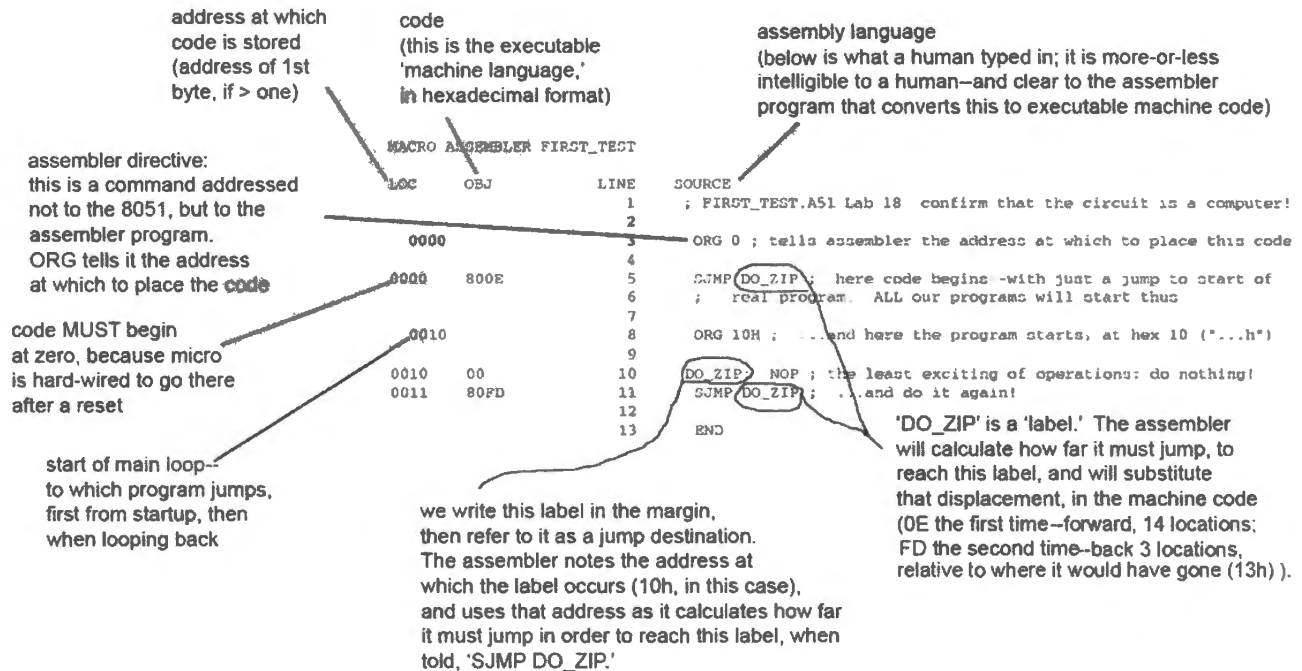 address at which
code is stored
(address of 1st
byte, if > one)
code
(this is the executable
'machine language,'
in hexadecimal format)
assembly language
(below is what a human typed in; it is more-or-less
intelligible to a human--and clear to the assembler
program that converts this to executable machine code)
assembler directive:
this is a command addressed
not to the 8051, but to the
assembler program.
ORG tells it the address
at which to place the code
code MUST begin
at zero, because micro
is hard-wired to go there
after a reset
start of main loop--
to which program jumps,
first from startup, then
when looping back
MACRO ASSEMBLER FIRST_TEST
LOC OBJ LINE SOURCE
1 ; FIRST_TEST.A51 Lab 18 confirm that the circuit is a computer!
2
0000 3 ORG 0 ; tells assembler the address at which to place this code
4
0000 800E 5 SJMP DO_ZIP ; here code begins -with just a jump to start of
6 ; real program. ALL our programs will start thus
7
0010 8 ORG 10H ; ...and here the program starts, at hex 10 ("...h")
9
0010 00 10 DO_ZIP: NOP ; the least exciting of operations: do nothing!
0011 80FD 11 SJMP DO_ZIP ; ...and do it again!
12
13 END
we write this label in the margin,
then refer to it as a jump destination.
The assembler notes the address at
which the label occurs (10h, in this case),
and uses that address as it calculates how far
it must jump in order to reach this label, when
told, 'SJMP DO_ZIP.'
'DO_ZIP' is a 'label.' The assembler
will calculate how far it must jump, to
reach this label, and will substitute
that displacement, in the machine code
(0E the first time--forward, 14 locations;
FD the second time--back 3 locations,
relative to where it would have gone (13h) ).